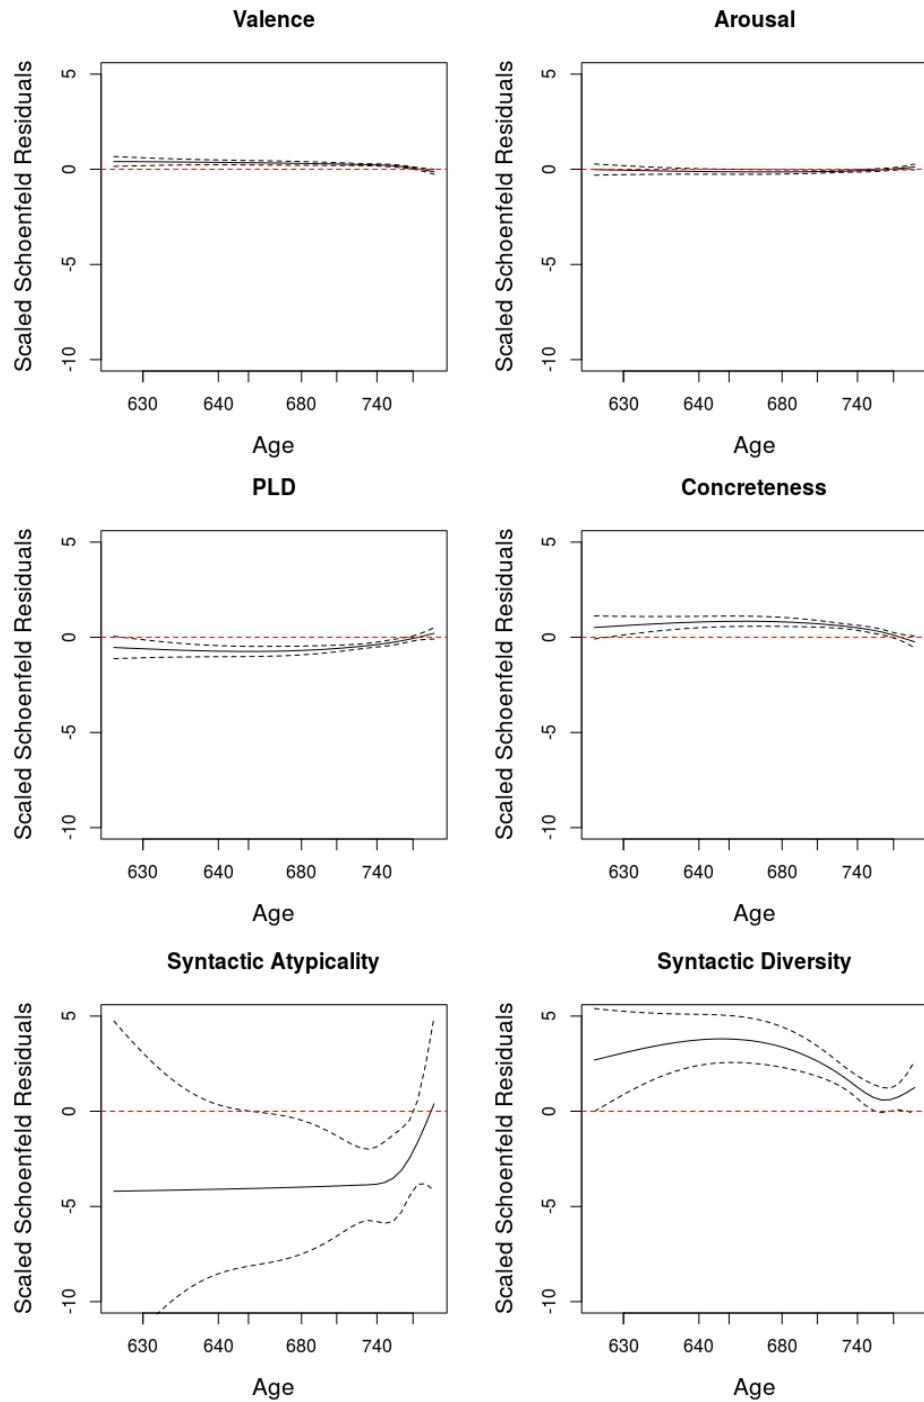 Valence
Scaled Schoenfeld Residuals
5
0
-5
-10
630 640 680 740
Age
Arousal
Scaled Schoenfeld Residuals
5
0
-5
-10
630 640 680 740
Age
PLD
Scaled Schoenfeld Residuals
5
0
-5
-10
630 640 680 740
Age
Concreteness
Scaled Schoenfeld Residuals
5
0
-5
-10
630 640 680 740
Age
Syntactic Atypicality
Scaled Schoenfeld Residuals
5
0
-5
-10
630 640 680 740
Age
Syntactic Diversity
Scaled Schoenfeld Residuals
5
0
-5
-10
630 640 680 740
Age